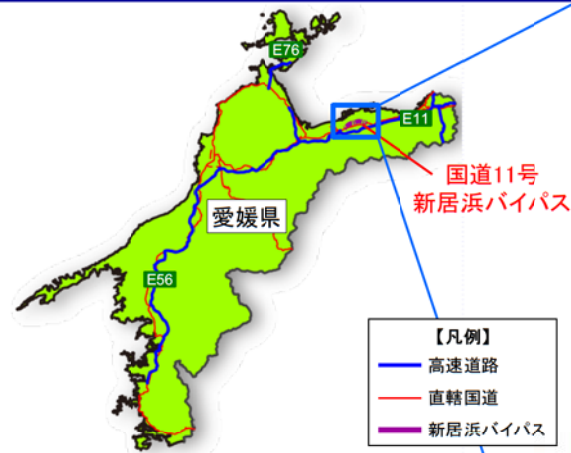 E76
E11
国道11号
新居浜バイパス
愛媛県
E56
【凡例】
高速道路
直轄国道
新居浜バイパス